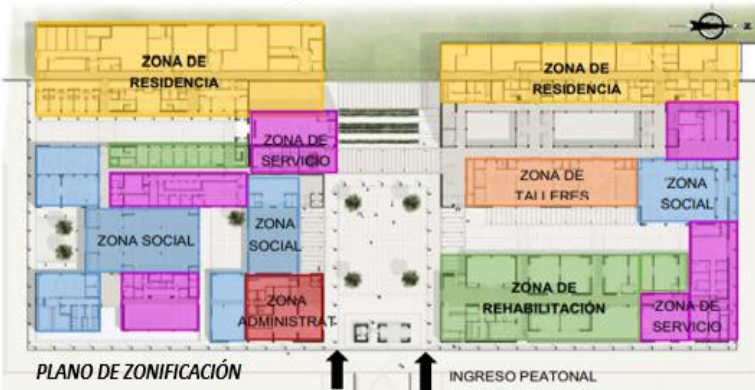 Z
ZONA DE
RESIDENCIA
ZONA DE
RESIDENCIA
ZONA DE
SERVICIO
ZONA DE
TALLERES
ZONA
SOCIAL
ZONA SOCIAL
ZONA
SOCIAL
ZONA
ADMINISTRAT
ZONA DE
REHABILITACIÓN
ZONA DE
SERVICIO
PLANO DE ZONIFICACIÓN
INGRESO PEATONAL